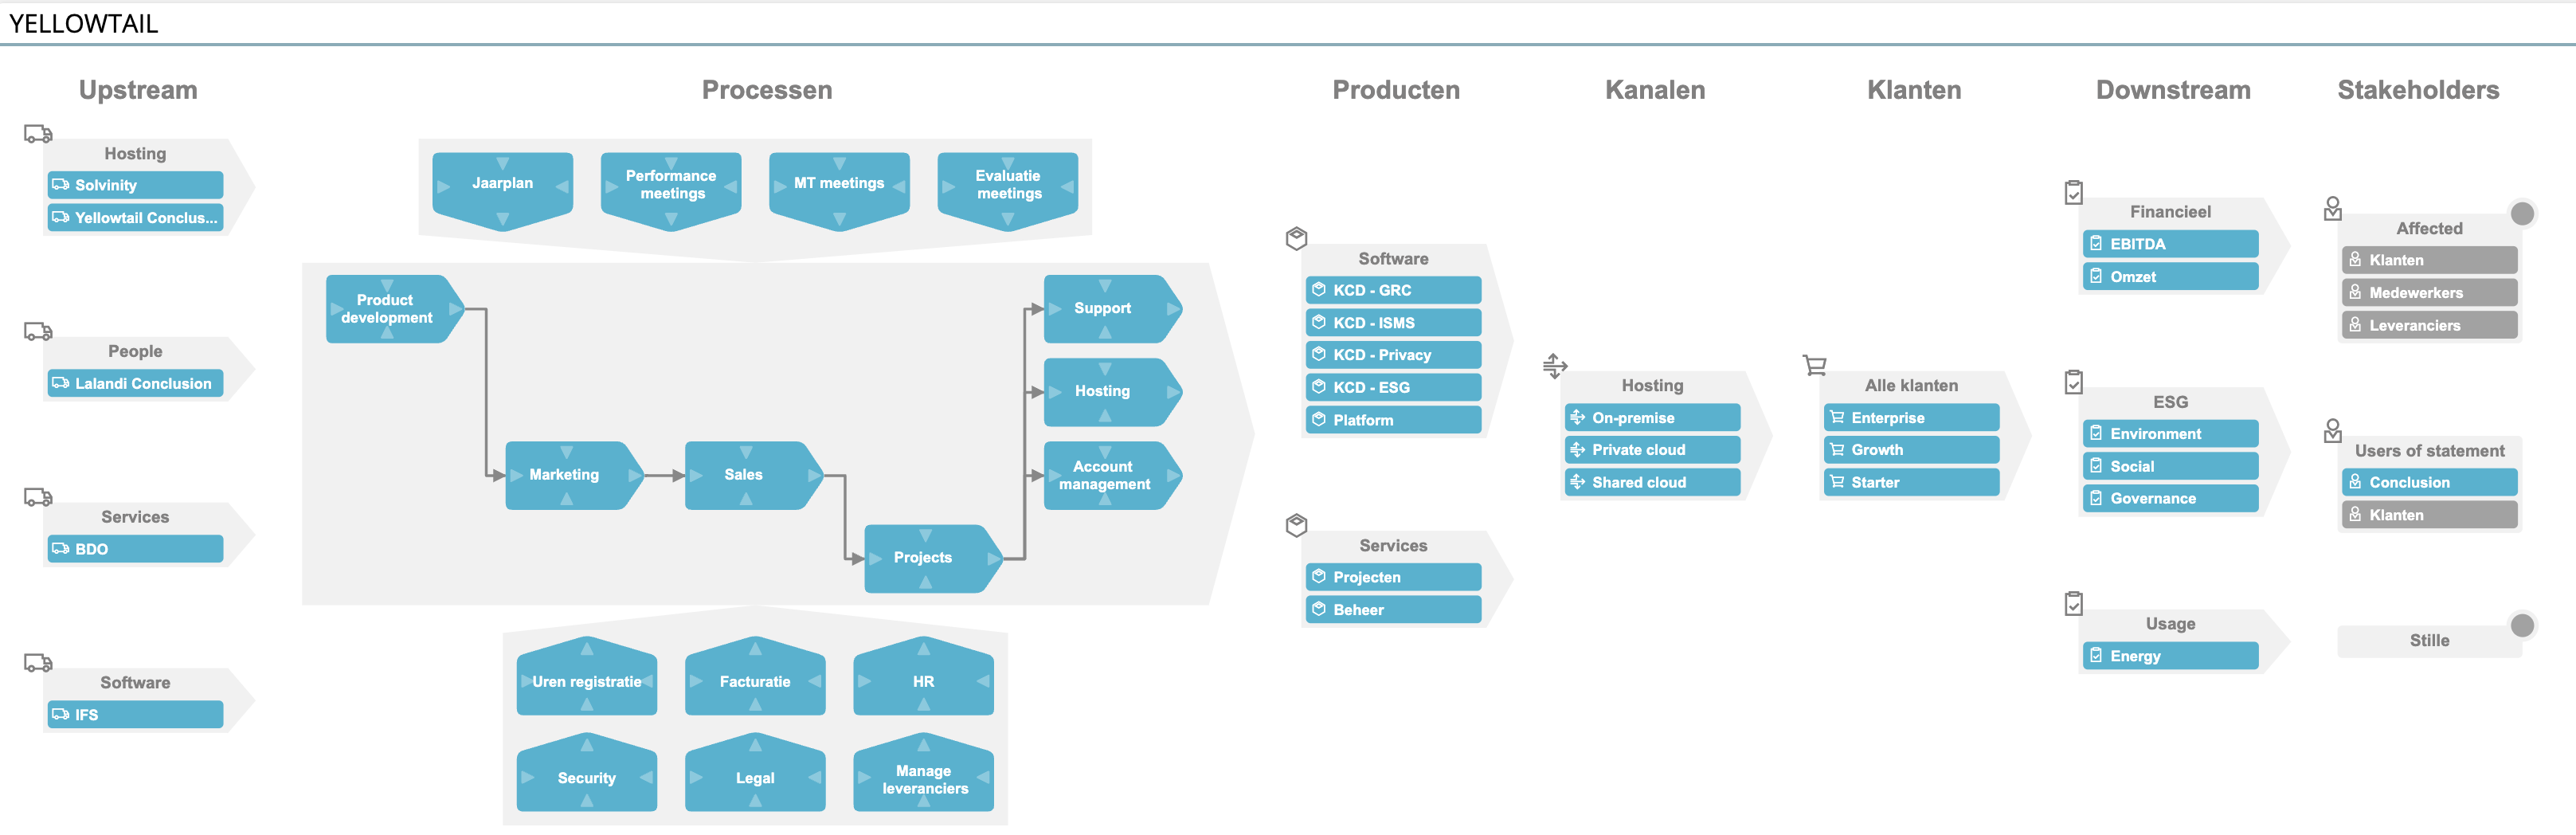 YELLOWTAIL
Upstream
Hosting
Solvinity
Yellowtail Conclus...
People
Lalandi Conclusion
Services
BDO
Software
IFS
Processen
Jaarplan
Performance
meetings
MT meetings
Evaluatie
meetings
Product
development
Marketing
Sales
Projects
Support
Hosting
Account
management
Uren registratie
Facturatie
HR
Security
Legal
Manage
leveranciers
Producten
Software
KCD - GRC
KCD - ISMS
KCD - Privacy
KCD - ESG
Platform
Services
Projecten
Beheer
Kanalen
Hosting
On-premise
Private cloud
Shared cloud
Klanten
Alle klanten
Enterprise
Growth
Starter
Downstream
Financieel
EBITDA
Omzet
ESG
Environment
Social
Governance
Usage
Energy
Stakeholders
Affected
Klanten
Medewerkers
Leveranciers
Users of statement
Conclusion
Klanten
Stille